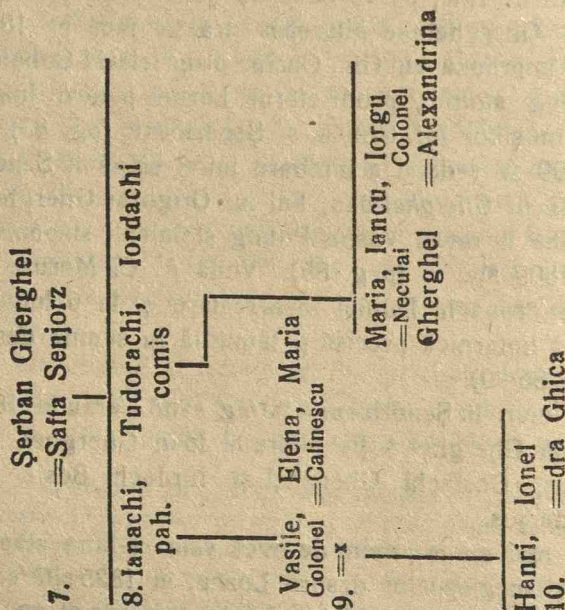 Șerban Gherghel
7. =Safta Senjorz
8. Ianachi, Tudorachi, Iordachi
pah. comis
Vasile, Elena, Maria
Colonel =Calinescu
9. =x
Maria, Iancu, Iorgu
=Neculai Colonel
Gherghel =Alexandrina
Hanri, Ionel
10. =dra Ghica